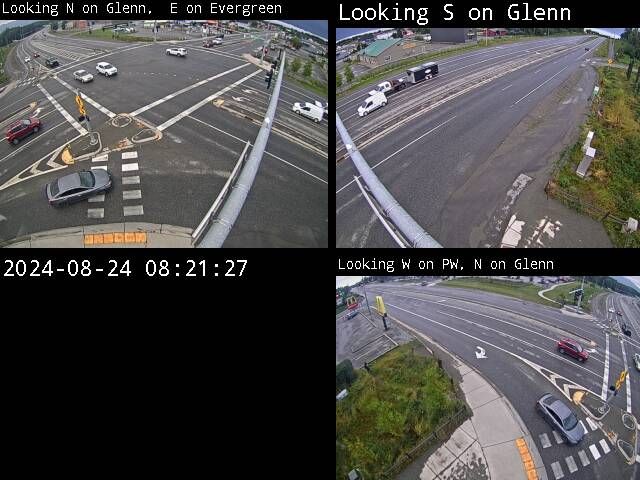 Looking N on Glenn,  E on Evergreen
Looking S on Glenn
2024-08-24 08:21:27
Looking W on PW, N on Glenn